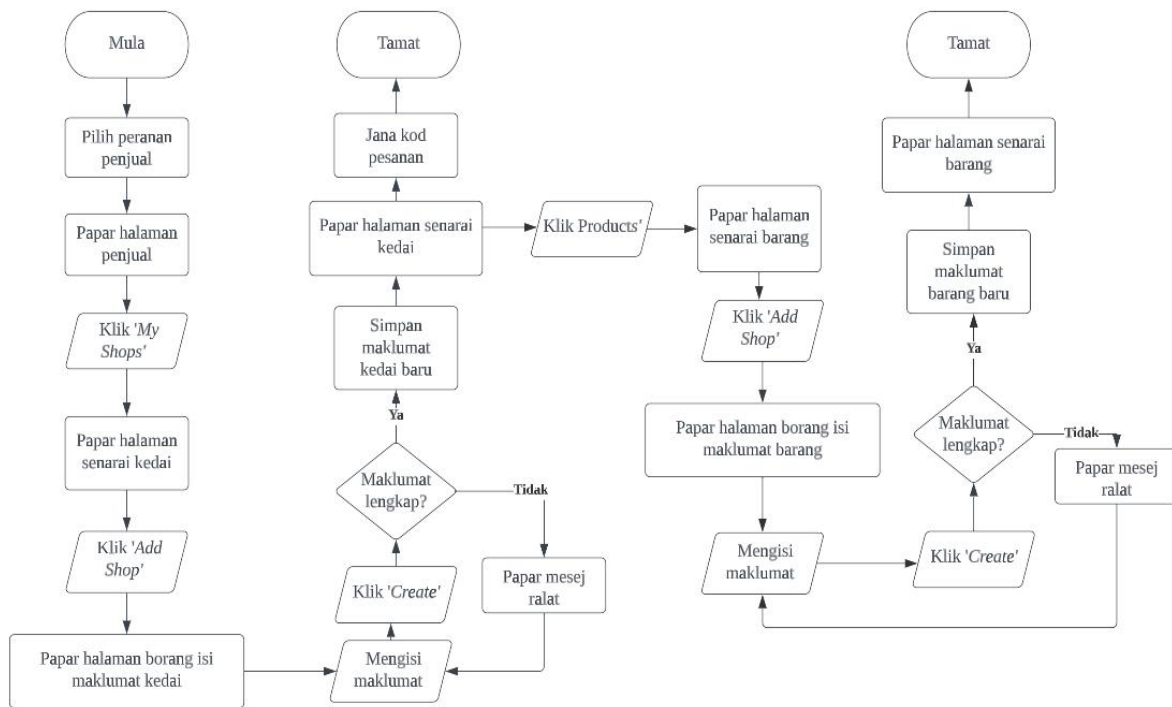 Mula
Pilih peranan
penjual
Papar halaman
penjual
Klik 'My
Shops'
Papar halaman
senarai kedai
Klik 'Add
Shop'
Papar halaman borang isi
maklumat kedai
Mengisi
maklumat
Klik 'Create'
Maklumat
lengkap?
Tidak
Papar mesej
ralat
Ya
Simpan
maklumat
kedai baru
Papar halaman senarai
kedai
Jana kod
pesanan
Tamat
Klik Products'
Papar halaman
senarai barang
Klik 'Add
Shop'
Papar halaman borang isi
maklumat barang
Mengisi
maklumat
Klik 'Create'
Maklumat
lengkap?
Tidak
Papar mesej
ralat
Ya
Simpan
maklumat
barang baru
Papar halaman senarai
barang
Tamat